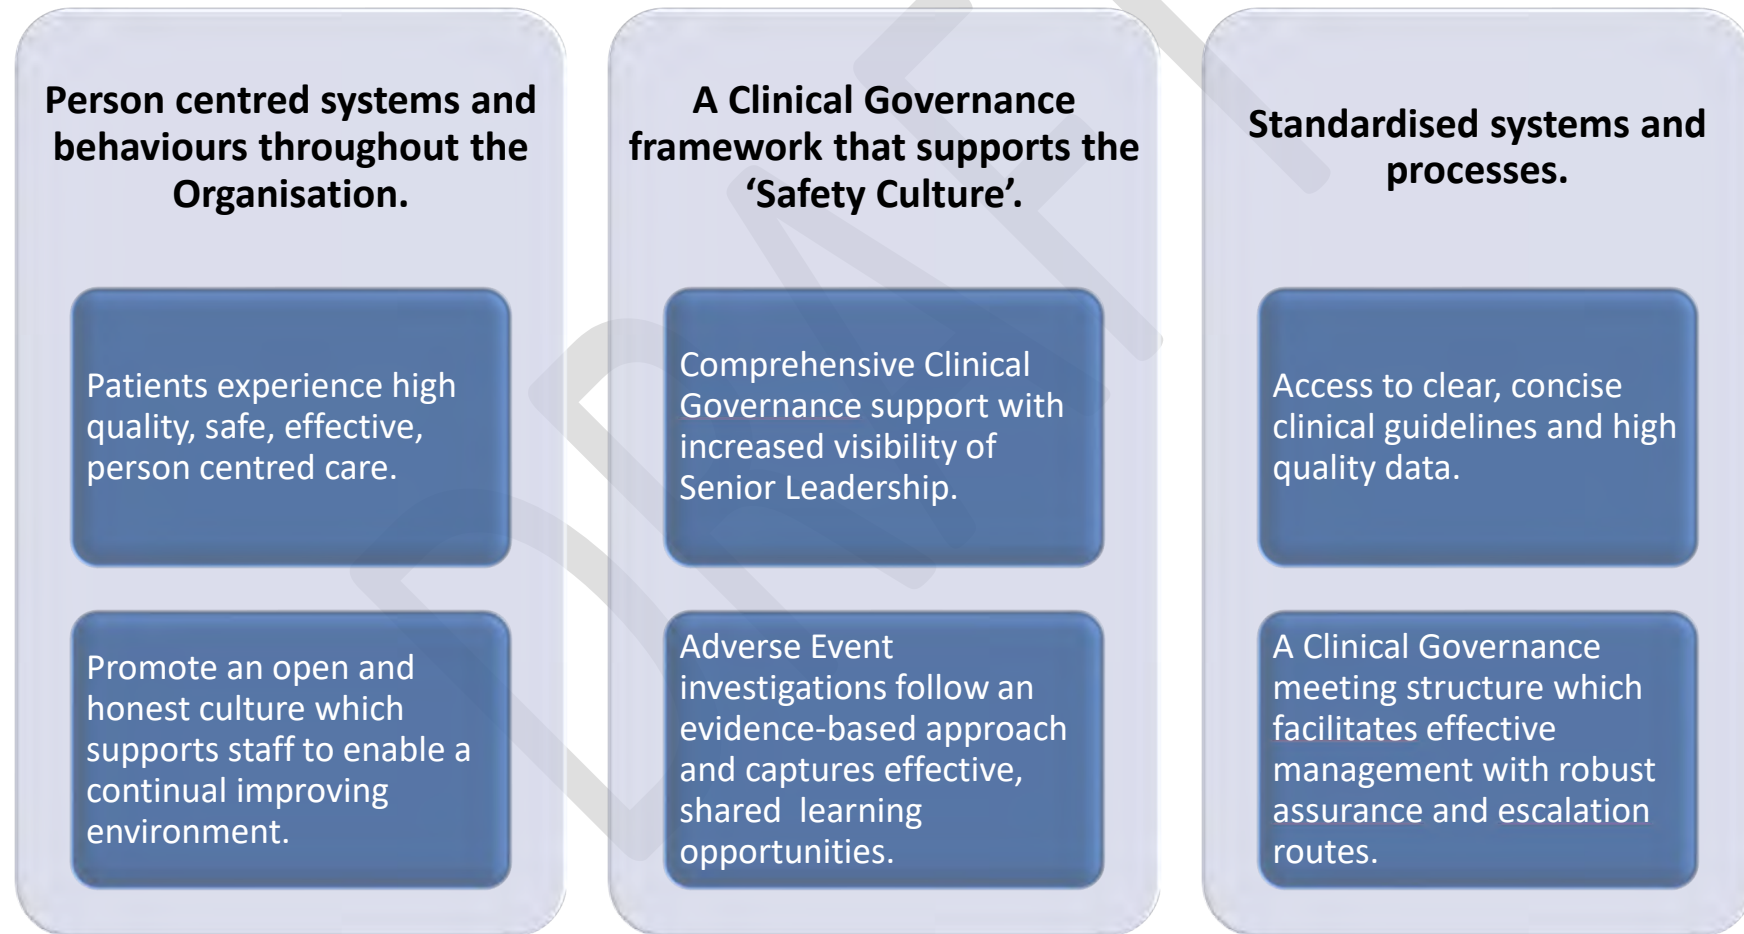 Person centred systems and
behaviours throughout the
Organisation.
Patients experience high
quality, safe, effective,
person centred care.
Promote an open and
honest culture which
supports staff to enable a
continual improving
environment.
A Clinical Governance
framework that supports the
‘Safety Culture’.
Comprehensive Clinical
Governance support with
increased visibility of
Senior Leadership.
Adverse Event
investigations follow an
evidence-based approach
and captures effective,
shared  learning
opportunities.
Standardised systems and
processes.
Access to clear, concise
clinical guidelines and high
quality data.
A Clinical Governance
meeting structure which
facilitates effective
management with robust
assurance and escalation
routes.
DRAFT